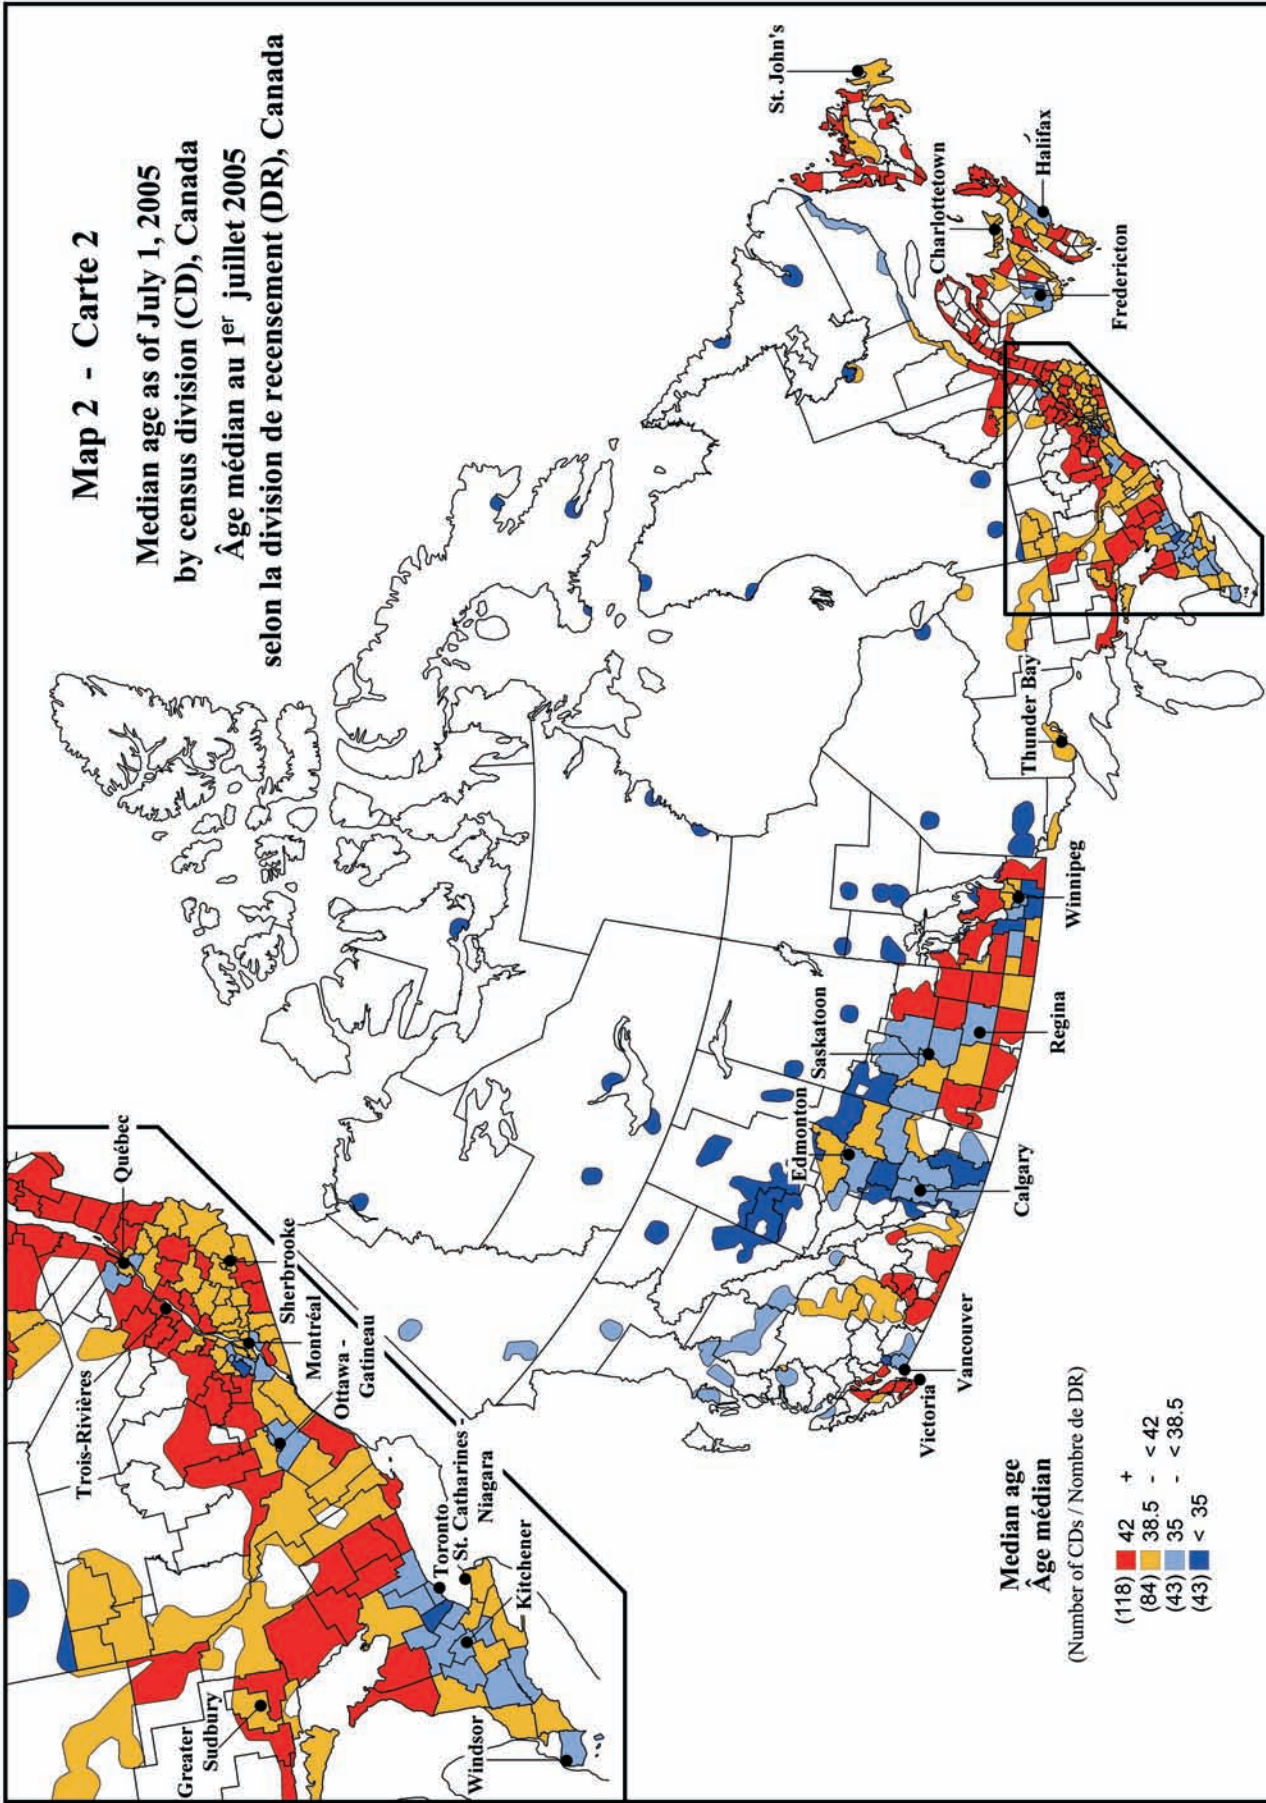 Map 2 - Carte 2
Median age as of July 1, 2005
by census division (CD), Canada
Âge médian au 1er juillet 2005
selon la division de recensement (DR), Canada
Québec
Trois-Rivières
Sherbrooke
Montréal
Ottawa -
Gatineau
Toronto
St. Catharines -
Niagara
Kitchener
Greater
Sudbury
Windsor
St. John's
Charlottetown
Halifax
Fredericton
Thunder Bay
Winnipeg
Regina
Saskatoon
Edmonton
Calgary
Vancouver
Victoria
Median age
Âge médian
(Number of CDs / Nombre de DR)
(118) 42 +
(84) 38.5 - < 42
(43) 35 - < 38.5
(43) < 35